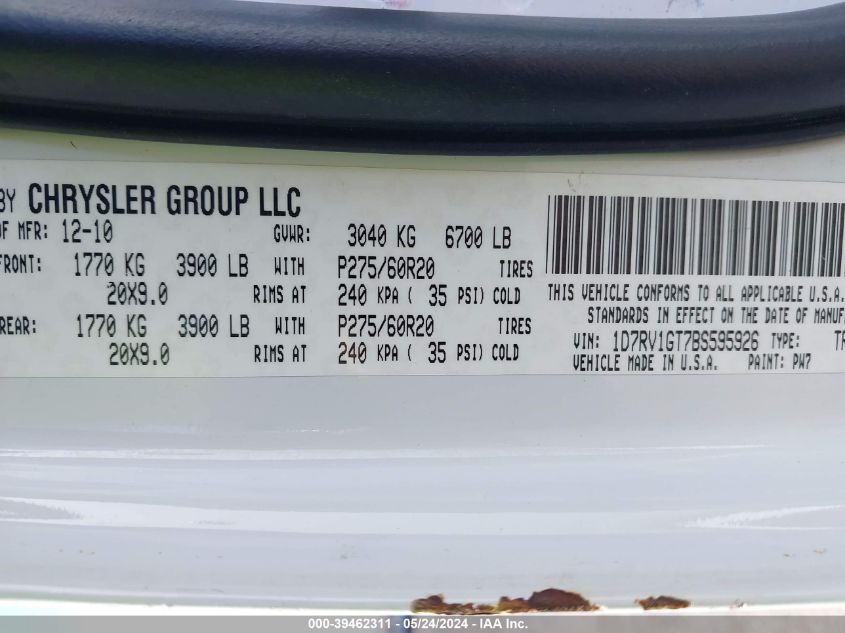 BY CHRYSLER GROUP LLC
OF MFR: 12-10 GVWR: 3040 KG 6700 LB
FRONT: 1770 KG 3900 LB WITH P275/60R20 TIRES
20X9.0 RIMS AT 240 KPA ( 35 PSI) COLD
REAR: 1770 KG 3900 LB WITH P275/60R20 TIRES
20X9.0 RIMS AT 240 KPA ( 35 PSI) COLD
THIS VEHICLE CONFORMS TO ALL APPLICABLE U.S.A.
STANDARDS IN EFFECT ON THE DATE OF MANUF
VIN: 1D7RV1GT7BS595926 TYPE: TR
VEHICLE MADE IN U.S.A. PAINT: PW7
000-39462311 - 05/24/2024 - IAA Inc.